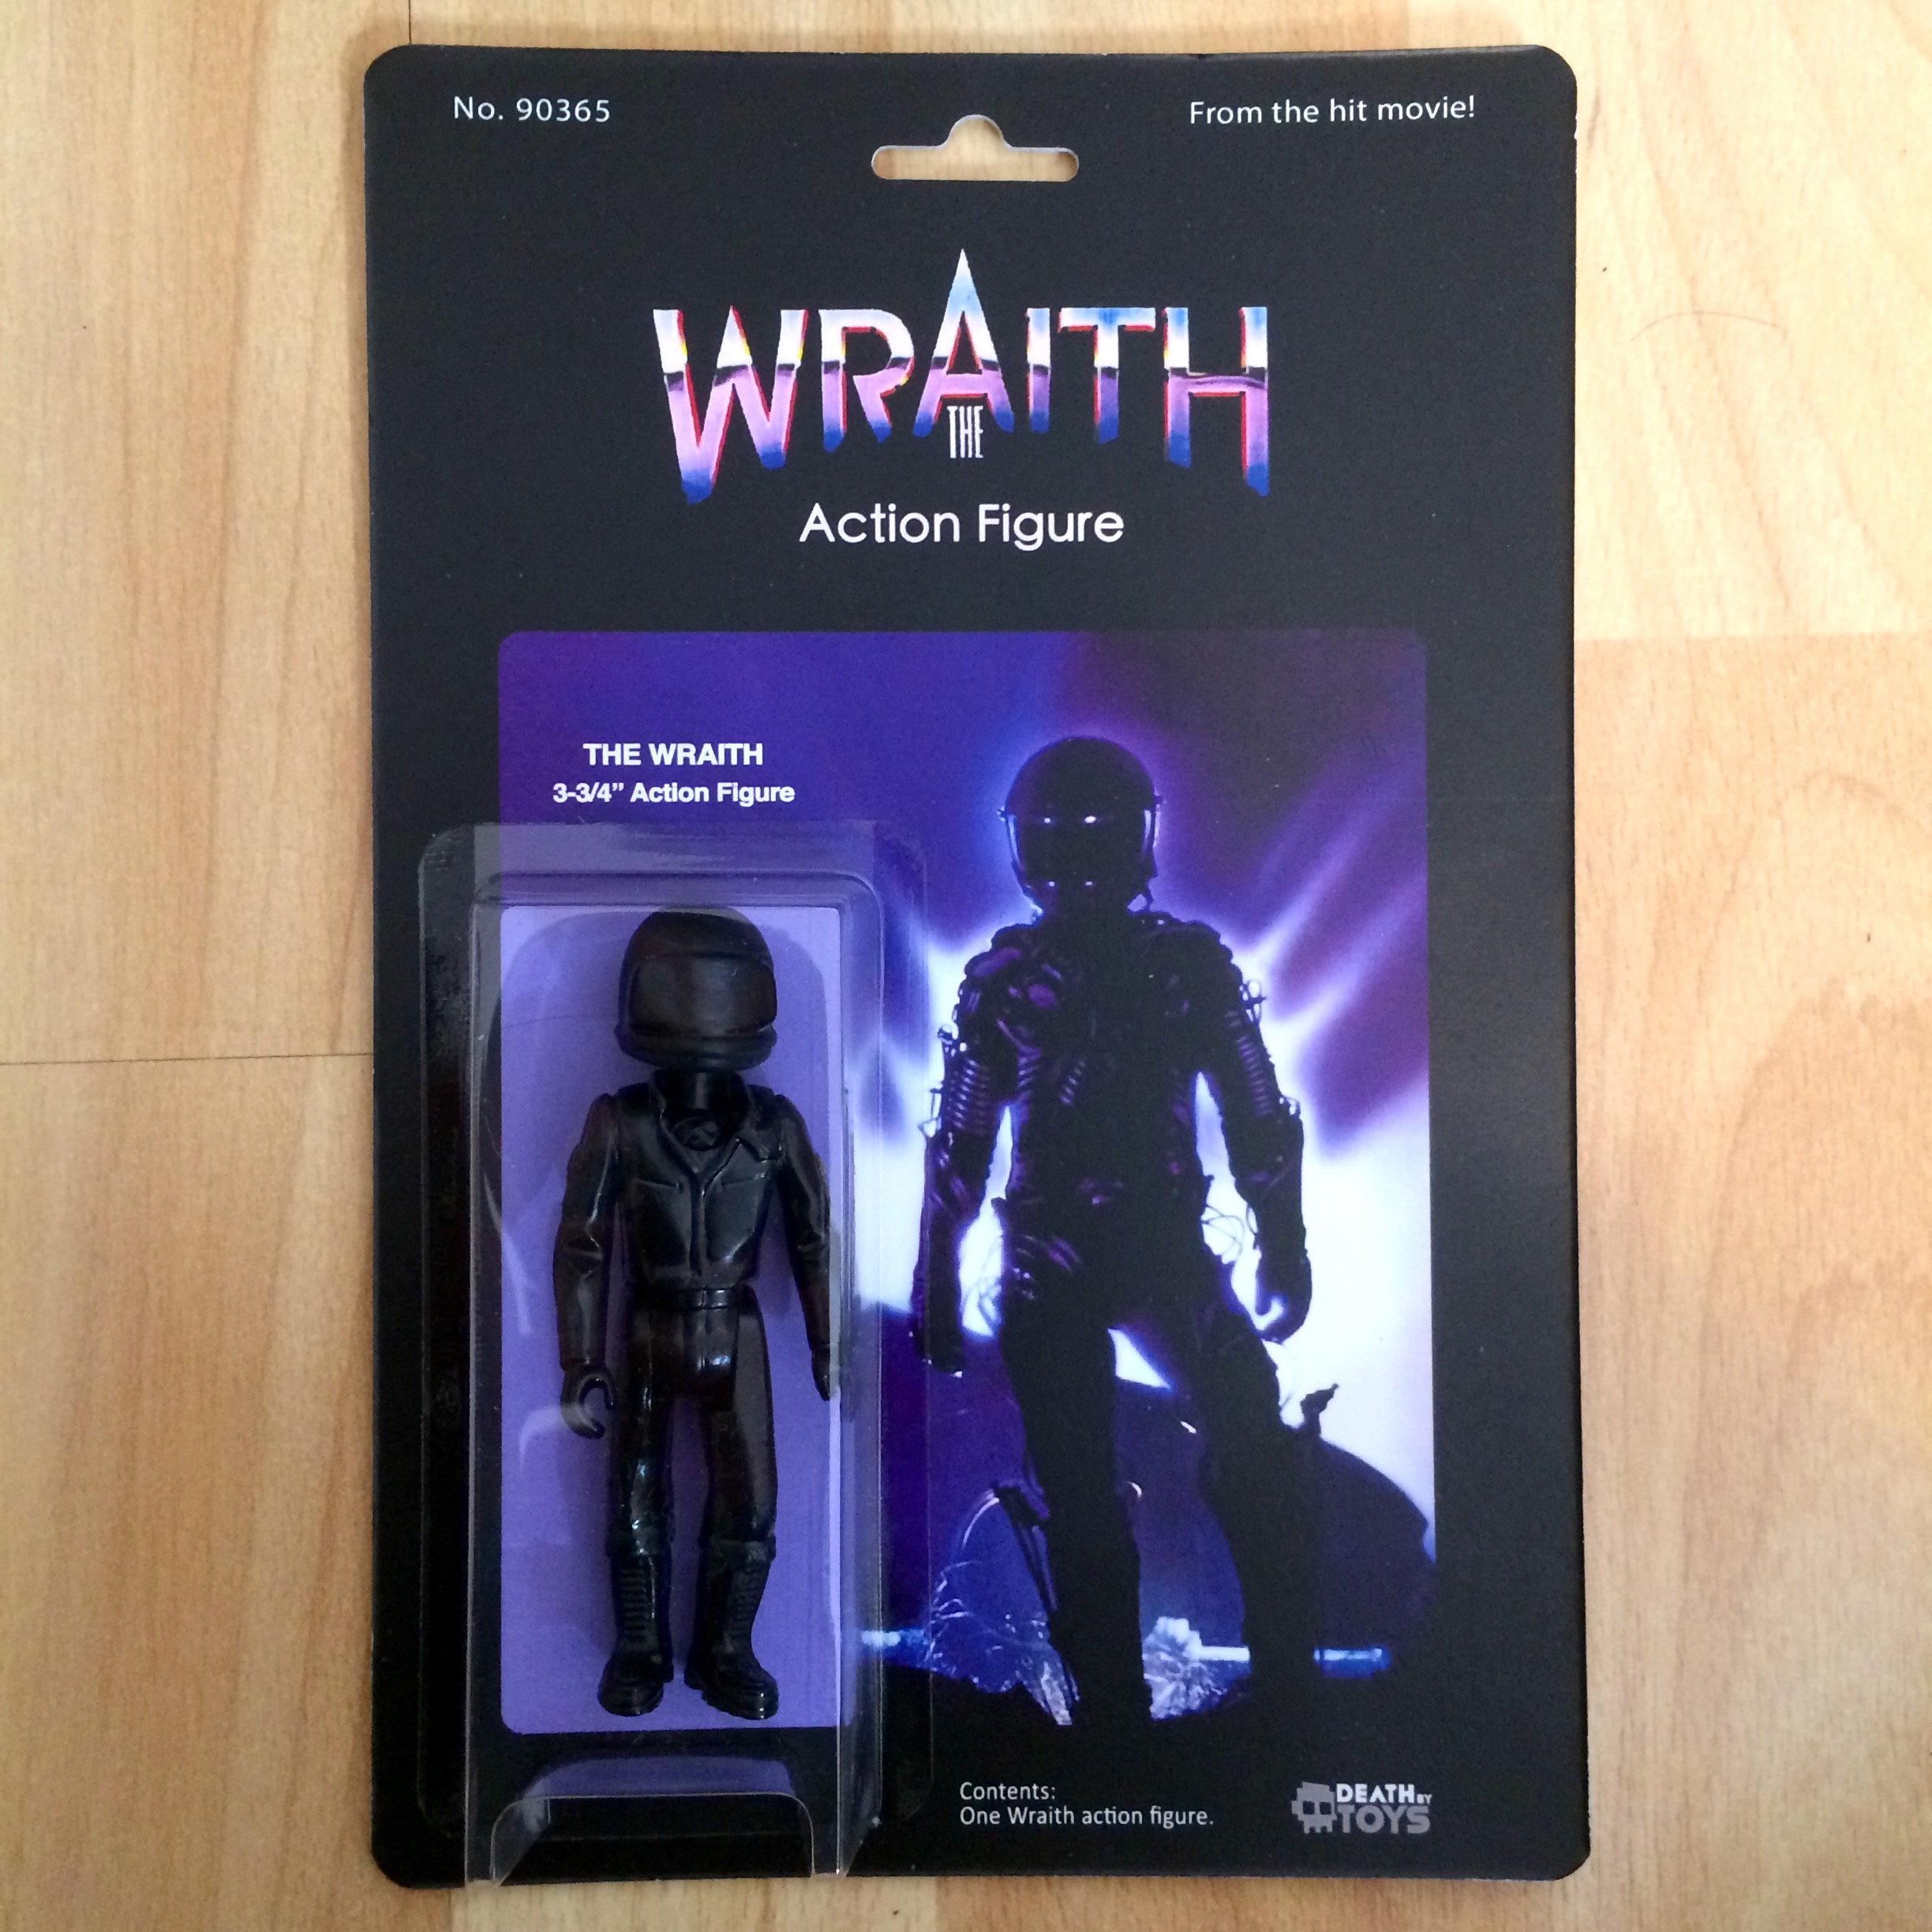 No. 90365
From the hit movie!
WRAITH
THE
Action Figure
THE WRAITH
3-3/4” Action Figure
Contents:
One Wraith action figure.
DEATH BY
TOYS